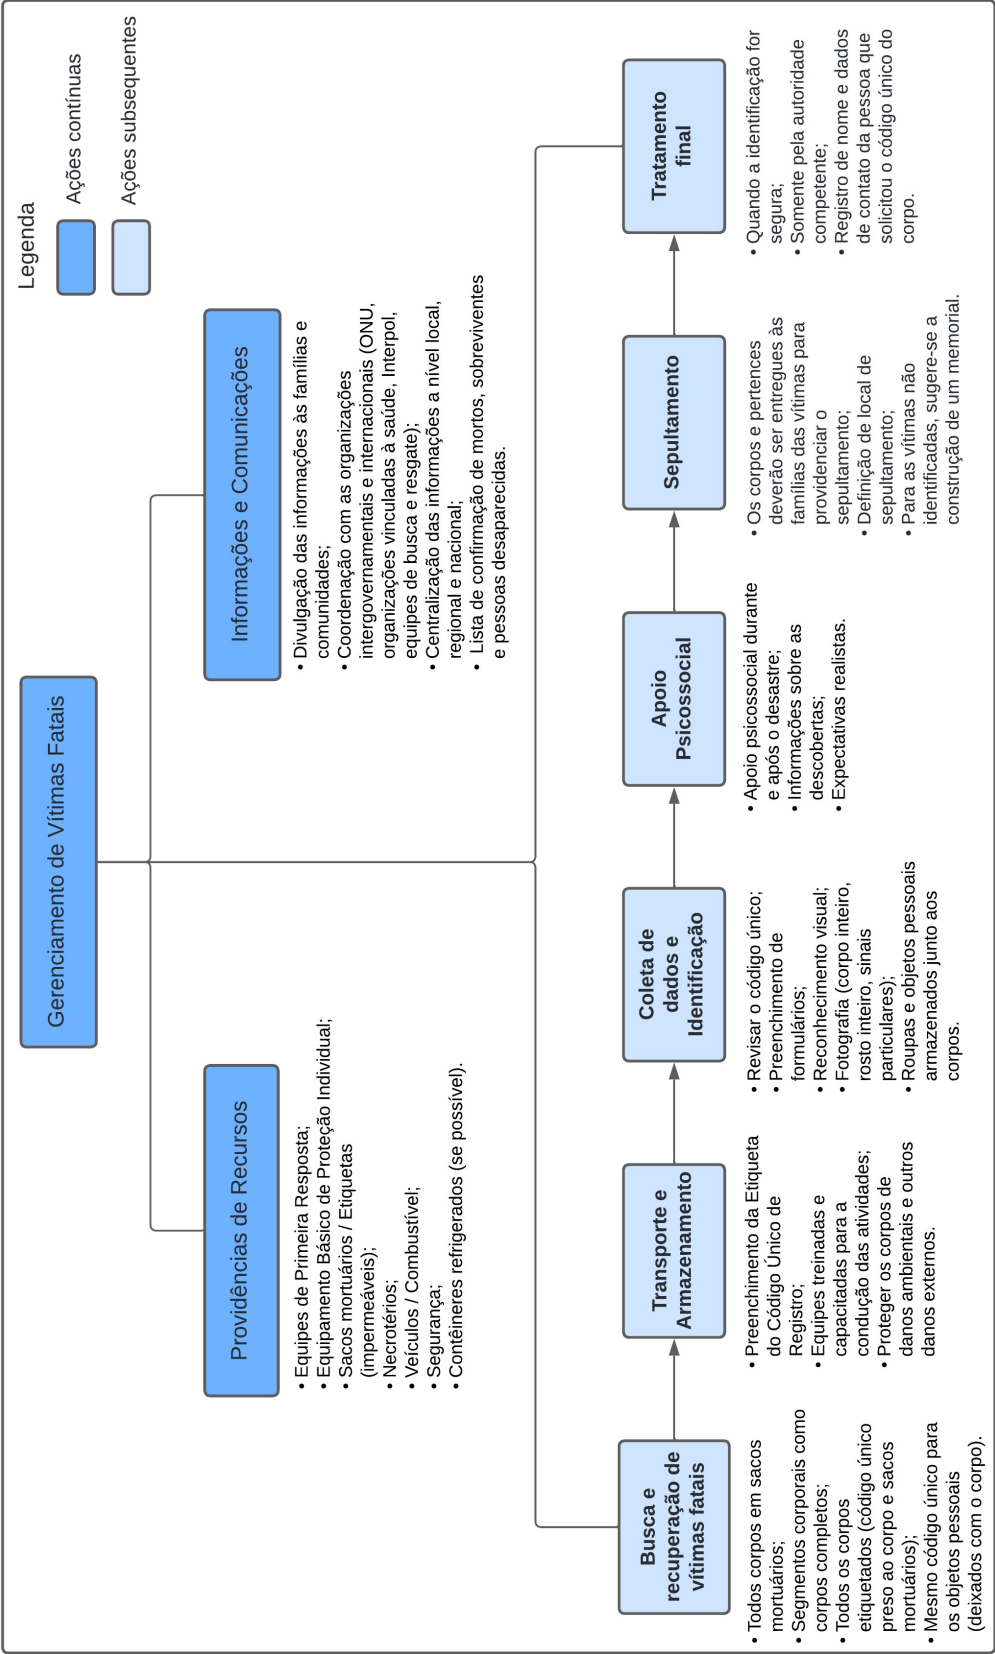 Legenda
Ações contínuas
Ações subsequentes
Gerenciamento de Vítimas Fatais
Providências de Recursos
• Equipes de Primeira Resposta;
• Equipamento Básico de Proteção Individual;
• Sacos mortuários / Etiquetas
(impermeáveis);
• Necrotérios;
• Veículos / Combustível;
• Segurança;
• Contêineres refrigerados (se possível).
Informações e Comunicações
• Divulgação das informações às famílias e
comunidades;
• Coordenação com as organizações
intergovernamentais e internacionais (ONU,
organizações vinculadas à saúde, Interpol,
equipes de busca e resgate);
• Centralização das informações a nível local,
regional e nacional;
• Lista de confirmação de mortos, sobreviventes
e pessoas desaparecidas.
Busca e
recuperação de
vítimas fatais
• Todos corpos em sacos
mortuários;
• Segmentos corporais como
corpos completos;
• Todos os corpos
etiquetados (código único
preso ao corpo e sacos
mortuários);
• Mesmo código único para
os objetos pessoais
(deixados com o corpo).
Transporte e
Armazenamento
• Preenchimento da Etiqueta
do Código Único de
Registro;
• Equipes treinadas e
capacitadas para a
condução das atividades;
• Proteger os corpos de
danos ambientais e outros
danos externos.
Coleta de
dados e
Identificação
• Revisar o código único;
• Preenchimento de
formulários;
• Reconhecimento visual;
• Fotografia (corpo inteiro,
rosto inteiro, sinais
particulares);
• Roupas e objetos pessoais
armazenados junto aos
corpos.
Apoio
Psicossocial
• Apoio psicossocial durante
e após o desastre;
• Informações sobre as
descobertas;
• Expectativas realistas.
Sepultamento
• Os corpos e pertences
deverão ser entregues às
famílias das vítimas para
providenciar o
sepultamento;
• Definição de local de
sepultamento;
• Para as vítimas não
identificadas, sugere-se a
construção de um memorial.
Tratamento
final
• Quando a identificação for
segura;
• Somente pela autoridade
competente;
• Registro de nome e dados
de contato da pessoa que
solicitou o código único do
corpo.